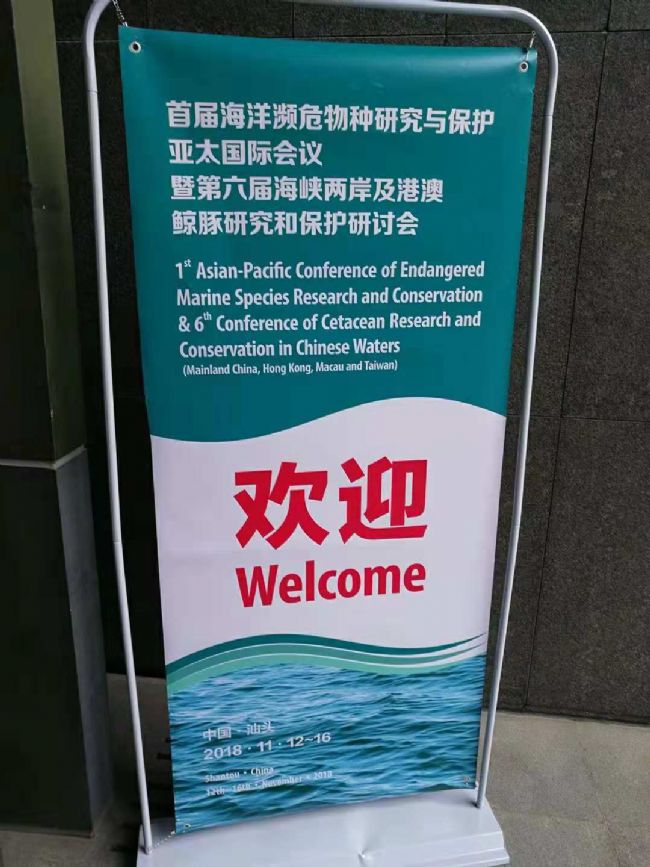 首届海洋濒危物种研究与保护
亚太国际会议
暨第六届海峡两岸及港澳
鲸豚研究和保护研讨会
1st Asian-Pacific Conference of Endangered
Marine Species Research and Conservation
& 6th Conference of Cetacean Research and
Conservation in Chinese Waters
(Mainland China, Hong Kong, Macau and Taiwan)
欢迎
Welcome
中国·汕头
2018·11·12~16
Shantou · China
12th - 16th · November · 2018